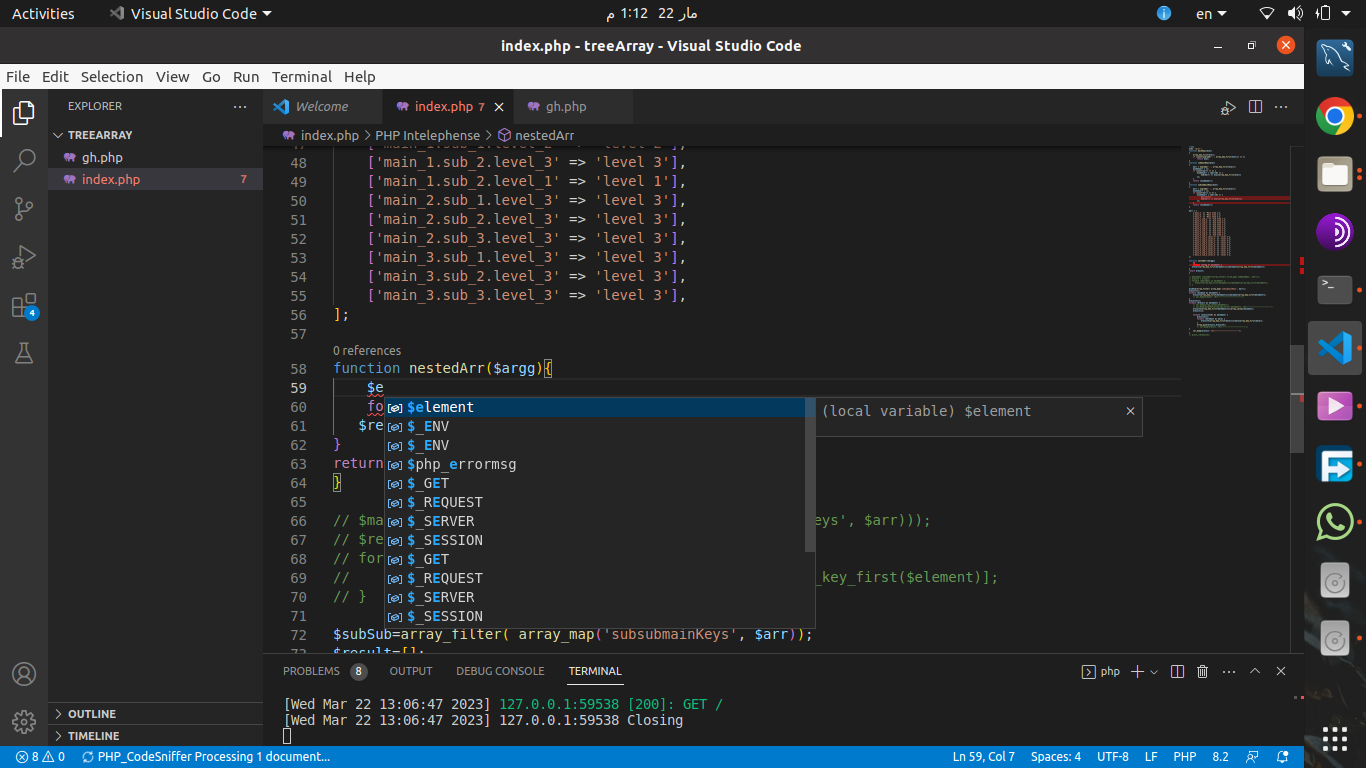 Activities
Visual Studio Code
مار 22 1:12 م
en
index.php - treeArray - Visual Studio Code
File Edit Selection View Go Run Terminal Help
EXPLORER
TREEARRAY
gh.php
index.php 7
OUTLINE
TIMELINE
4
Welcome
index.php 7
gh.php
index.php > PHP Intelephense > nestedArr
48 ['main_1.sub_2.level_3' => 'level 3'],
49 ['main_1.sub_2.level_1' => 'level 1'],
50 ['main_2.sub_1.level_3' => 'level 3'],
51 ['main_2.sub_2.level_3' => 'level 3'],
52 ['main_2.sub_3.level_3' => 'level 3'],
53 ['main_3.sub_1.level_3' => 'level 3'],
54 ['main_3.sub_2.level_3' => 'level 3'],
55 ['main_3.sub_3.level_3' => 'level 3'],
56 ];
57
0 references
58 function nestedArr($argg){
59 $e
60 fo
61 $re
62 }
63 return
64 }
65
66 // $ma eys', $arr)));
67 // $re
68 // for
69 // _key_first($element)];
70 // }
71
72 $subSub=array_filter( array_map('subsubmainKeys', $arr));
$result=[];
$element
$_ENV
$_ENV
$php_errormsg
$_GET
$_REQUEST
$_SERVER
$_SESSION
$_GET
$_REQUEST
$_SERVER
$_SESSION
(local variable) $element
PROBLEMS 8 OUTPUT DEBUG CONSOLE TERMINAL
php
[Wed Mar 22 13:06:47 2023] 127.0.0.1:59538 [200]: GET /
[Wed Mar 22 13:06:47 2023] 127.0.0.1:59538 Closing
8 0 PHP_CodeSniffer Processing 1 document...
Ln 59, Col 7 Spaces: 4 UTF-8 LF PHP 8.2